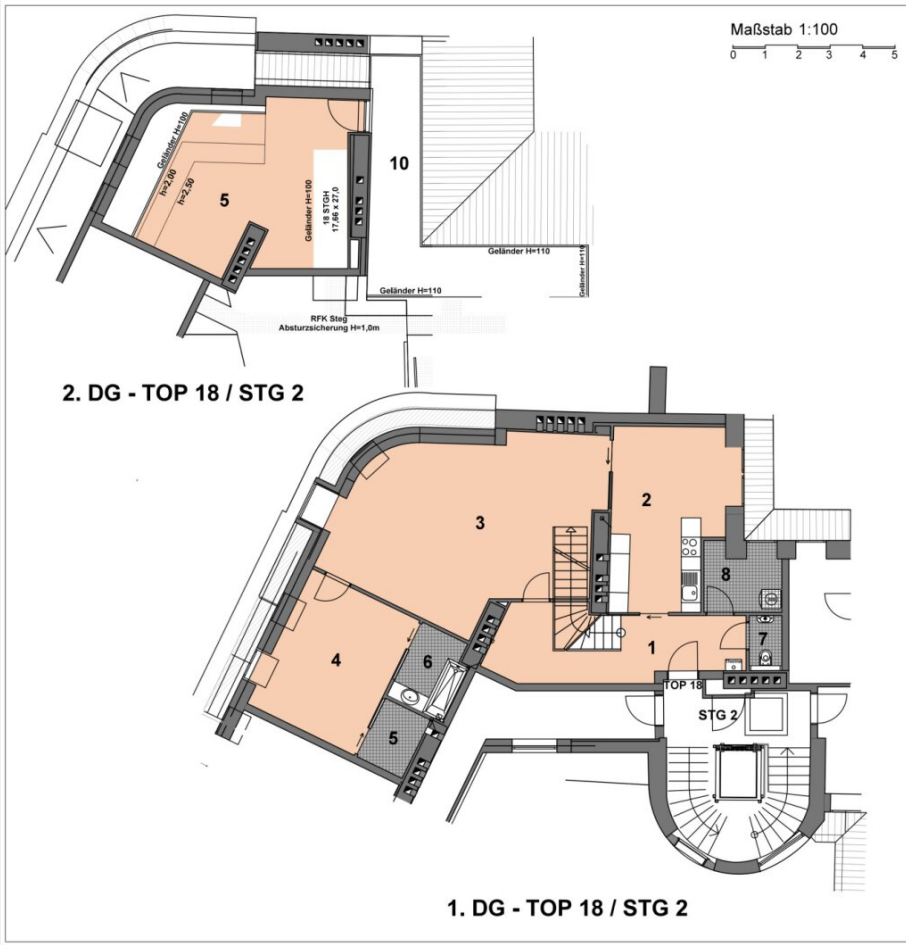 Maßstab 1:100
0 1 2 3 4 5
Geländer H=100
h=2,00
h=2,50
5
Geländer H=100
18 STGH
17,66 x 27,0
10
Geländer H=110
Geländer H=110
Geländer H=110
RFK Steg
Absturzsicherung H=1,0m
2. DG - TOP 18 / STG 2
3
2
8
4
6
1
7
5
TOP 18
STG 2
1. DG - TOP 18 / STG 2